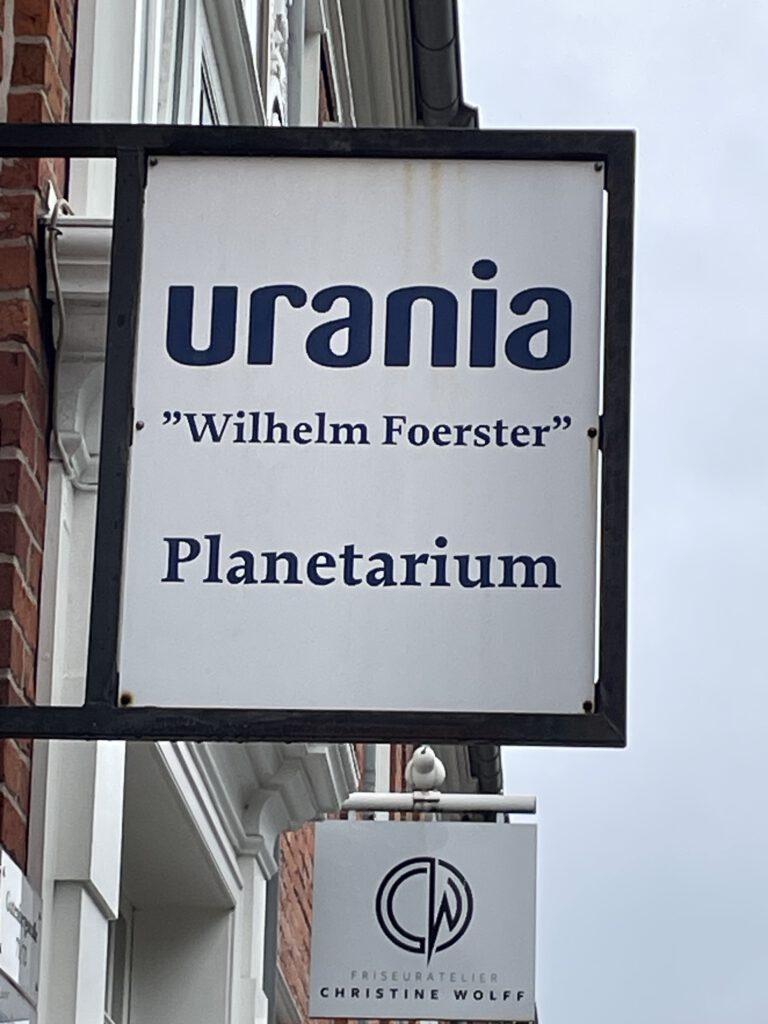 urania
”Wilhelm Foerster”
Planetarium
CW
FRISEURATELIER
CHRISTINE WOLFF